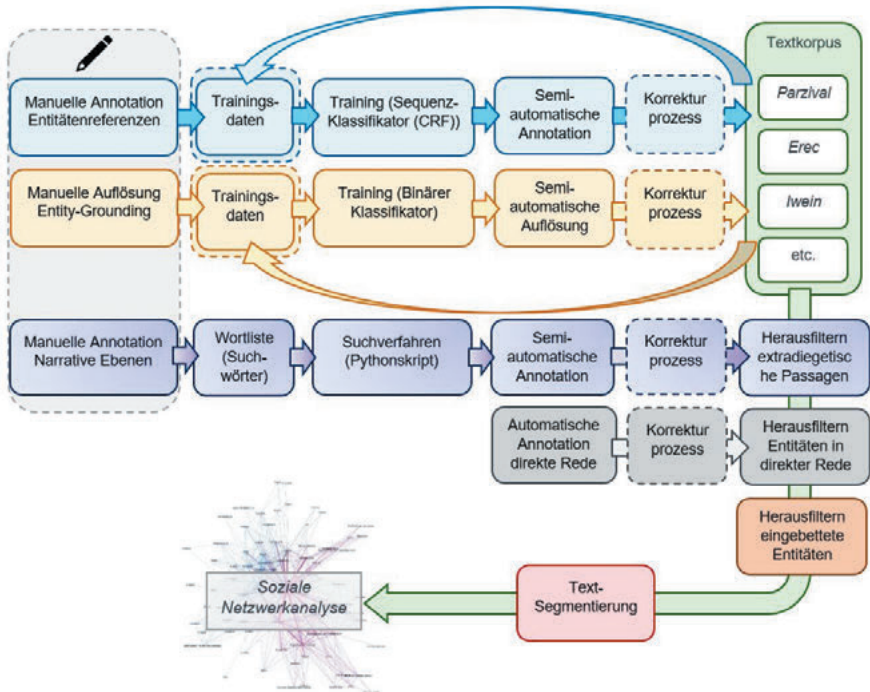 Textkorpus
Manuelle Annotation
Entitätenreferenzen
Trainings-
daten
Training (Sequenz-
Klassifikator (CRF))
Semi-
automatische
Annotation
Korrektur
prozess
Parzival
Erec
Manuelle Auflösung
Entity-Grounding
Trainings-
daten
Training (Binärer
Klassifikator)
Semi-
automatische
Auflösung
Korrektur
prozess
Iwein
etc.
Manuelle Annotation
Narrative Ebenen
Wortliste
(Such-
wörter)
Suchverfahren
(Pythonskript)
Semi-
automatische
Annotation
Korrektur
prozess
Herausfiltern
extradiegetis
che Passagen
Automatische
Annotation
direkte Rede
Korrektur
prozess
Herausfiltern
Entitäten in
direkter Rede
Herausfiltern
eingebettete
Entitäten
Text-
Segmentierung
Soziale
Netzwerkanalyse